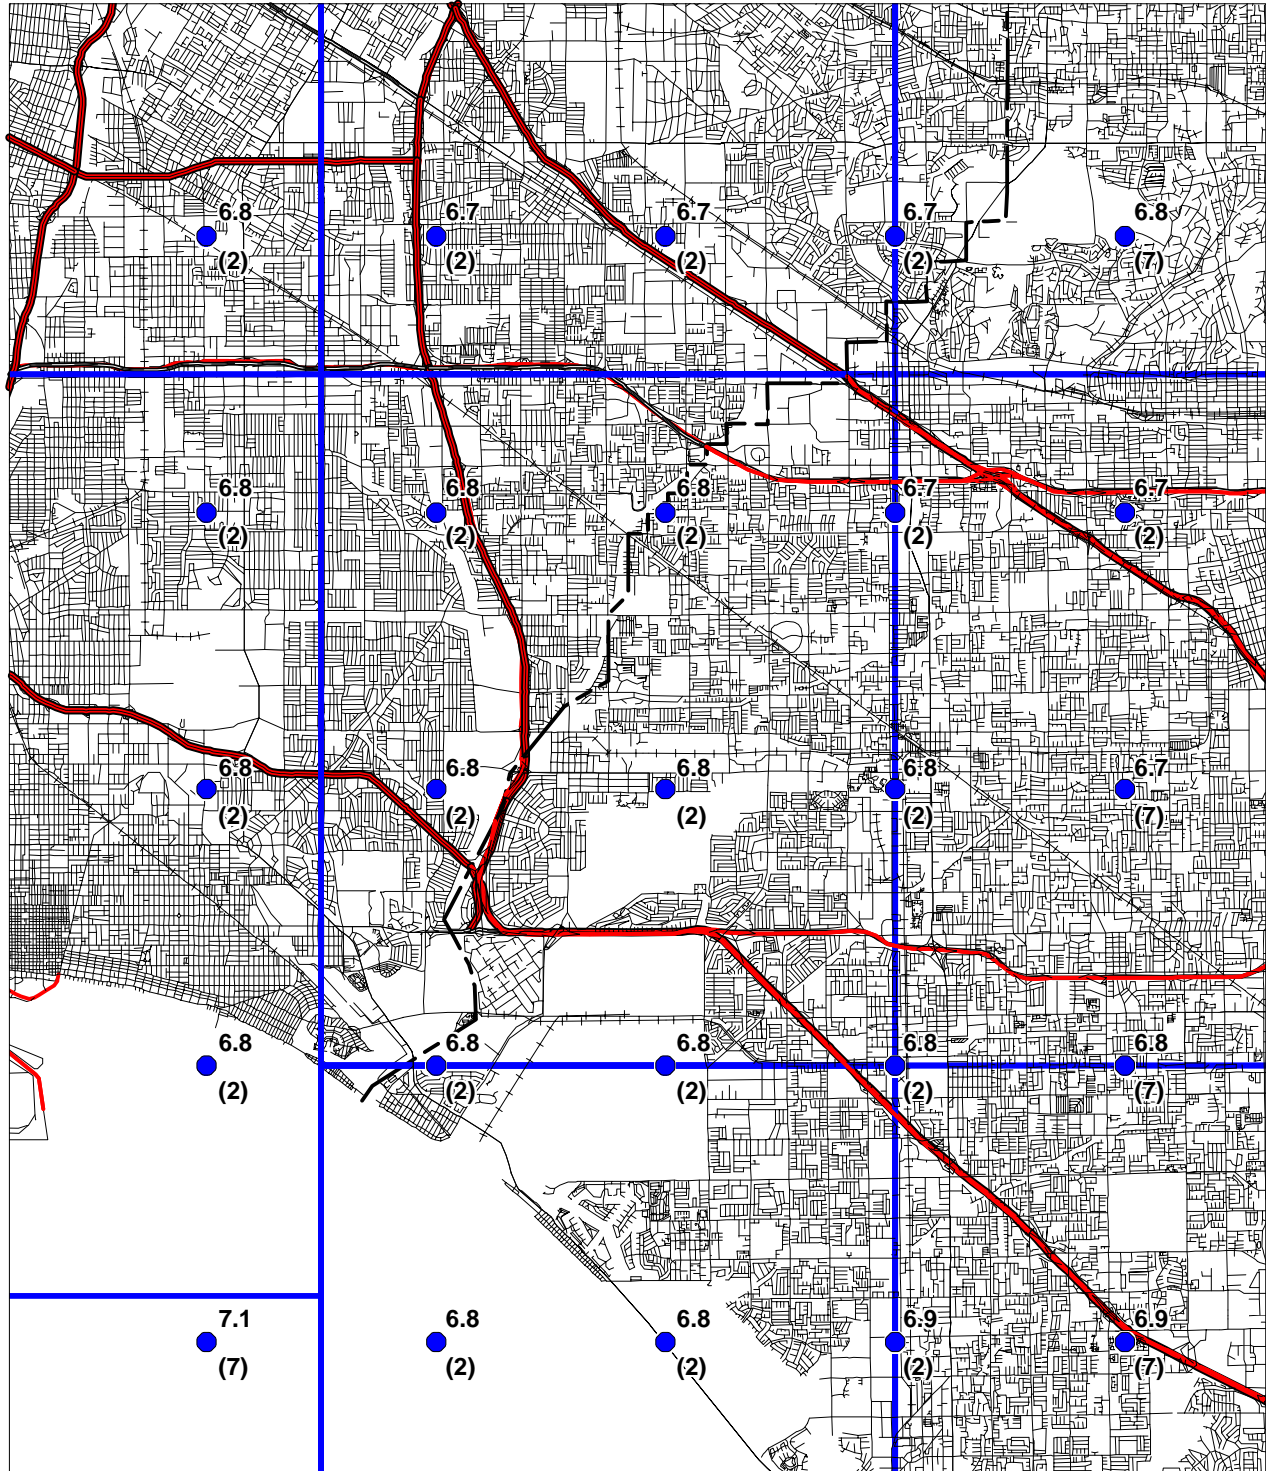 6.8 6.7 6.7 6.7 6.8
(2) (2) (2) (2) (7)
6.8 6.8 6.8 6.7 6.7
(2) (2) (2) (2) (2)
6.8 6.8 6.8 6.8 6.7
(2) (2) (2) (2) (7)
6.8 6.8 6.8 6.8 6.8
(2) (2) (2) (2) (7)
7.1 6.8 6.8 6.9 6.9
(7) (2) (2) (2) (7)